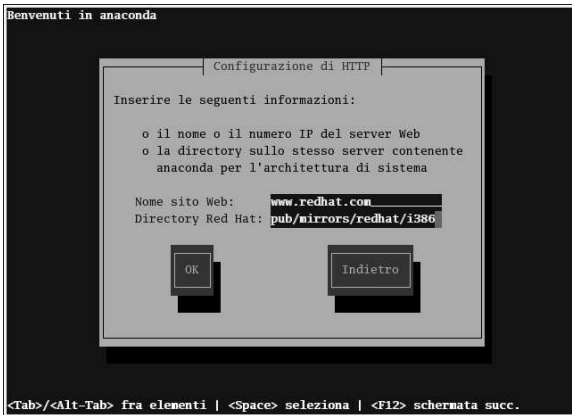 Benvenuti in anaconda
Configurazione di HTTP
Inserire le seguenti informazioni:
o il nome o il numero IP del server Web
o la directory sullo stesso server contenente
anaconda per l'architettura di sistema
Nome sito Web: www.redhat.com
Directory Red Hat: pub/mirrors/redhat/i386
OK Indietro
<Tab>/<Alt-Tab> fra elementi | <Space> seleziona | <F12> schermata succ.